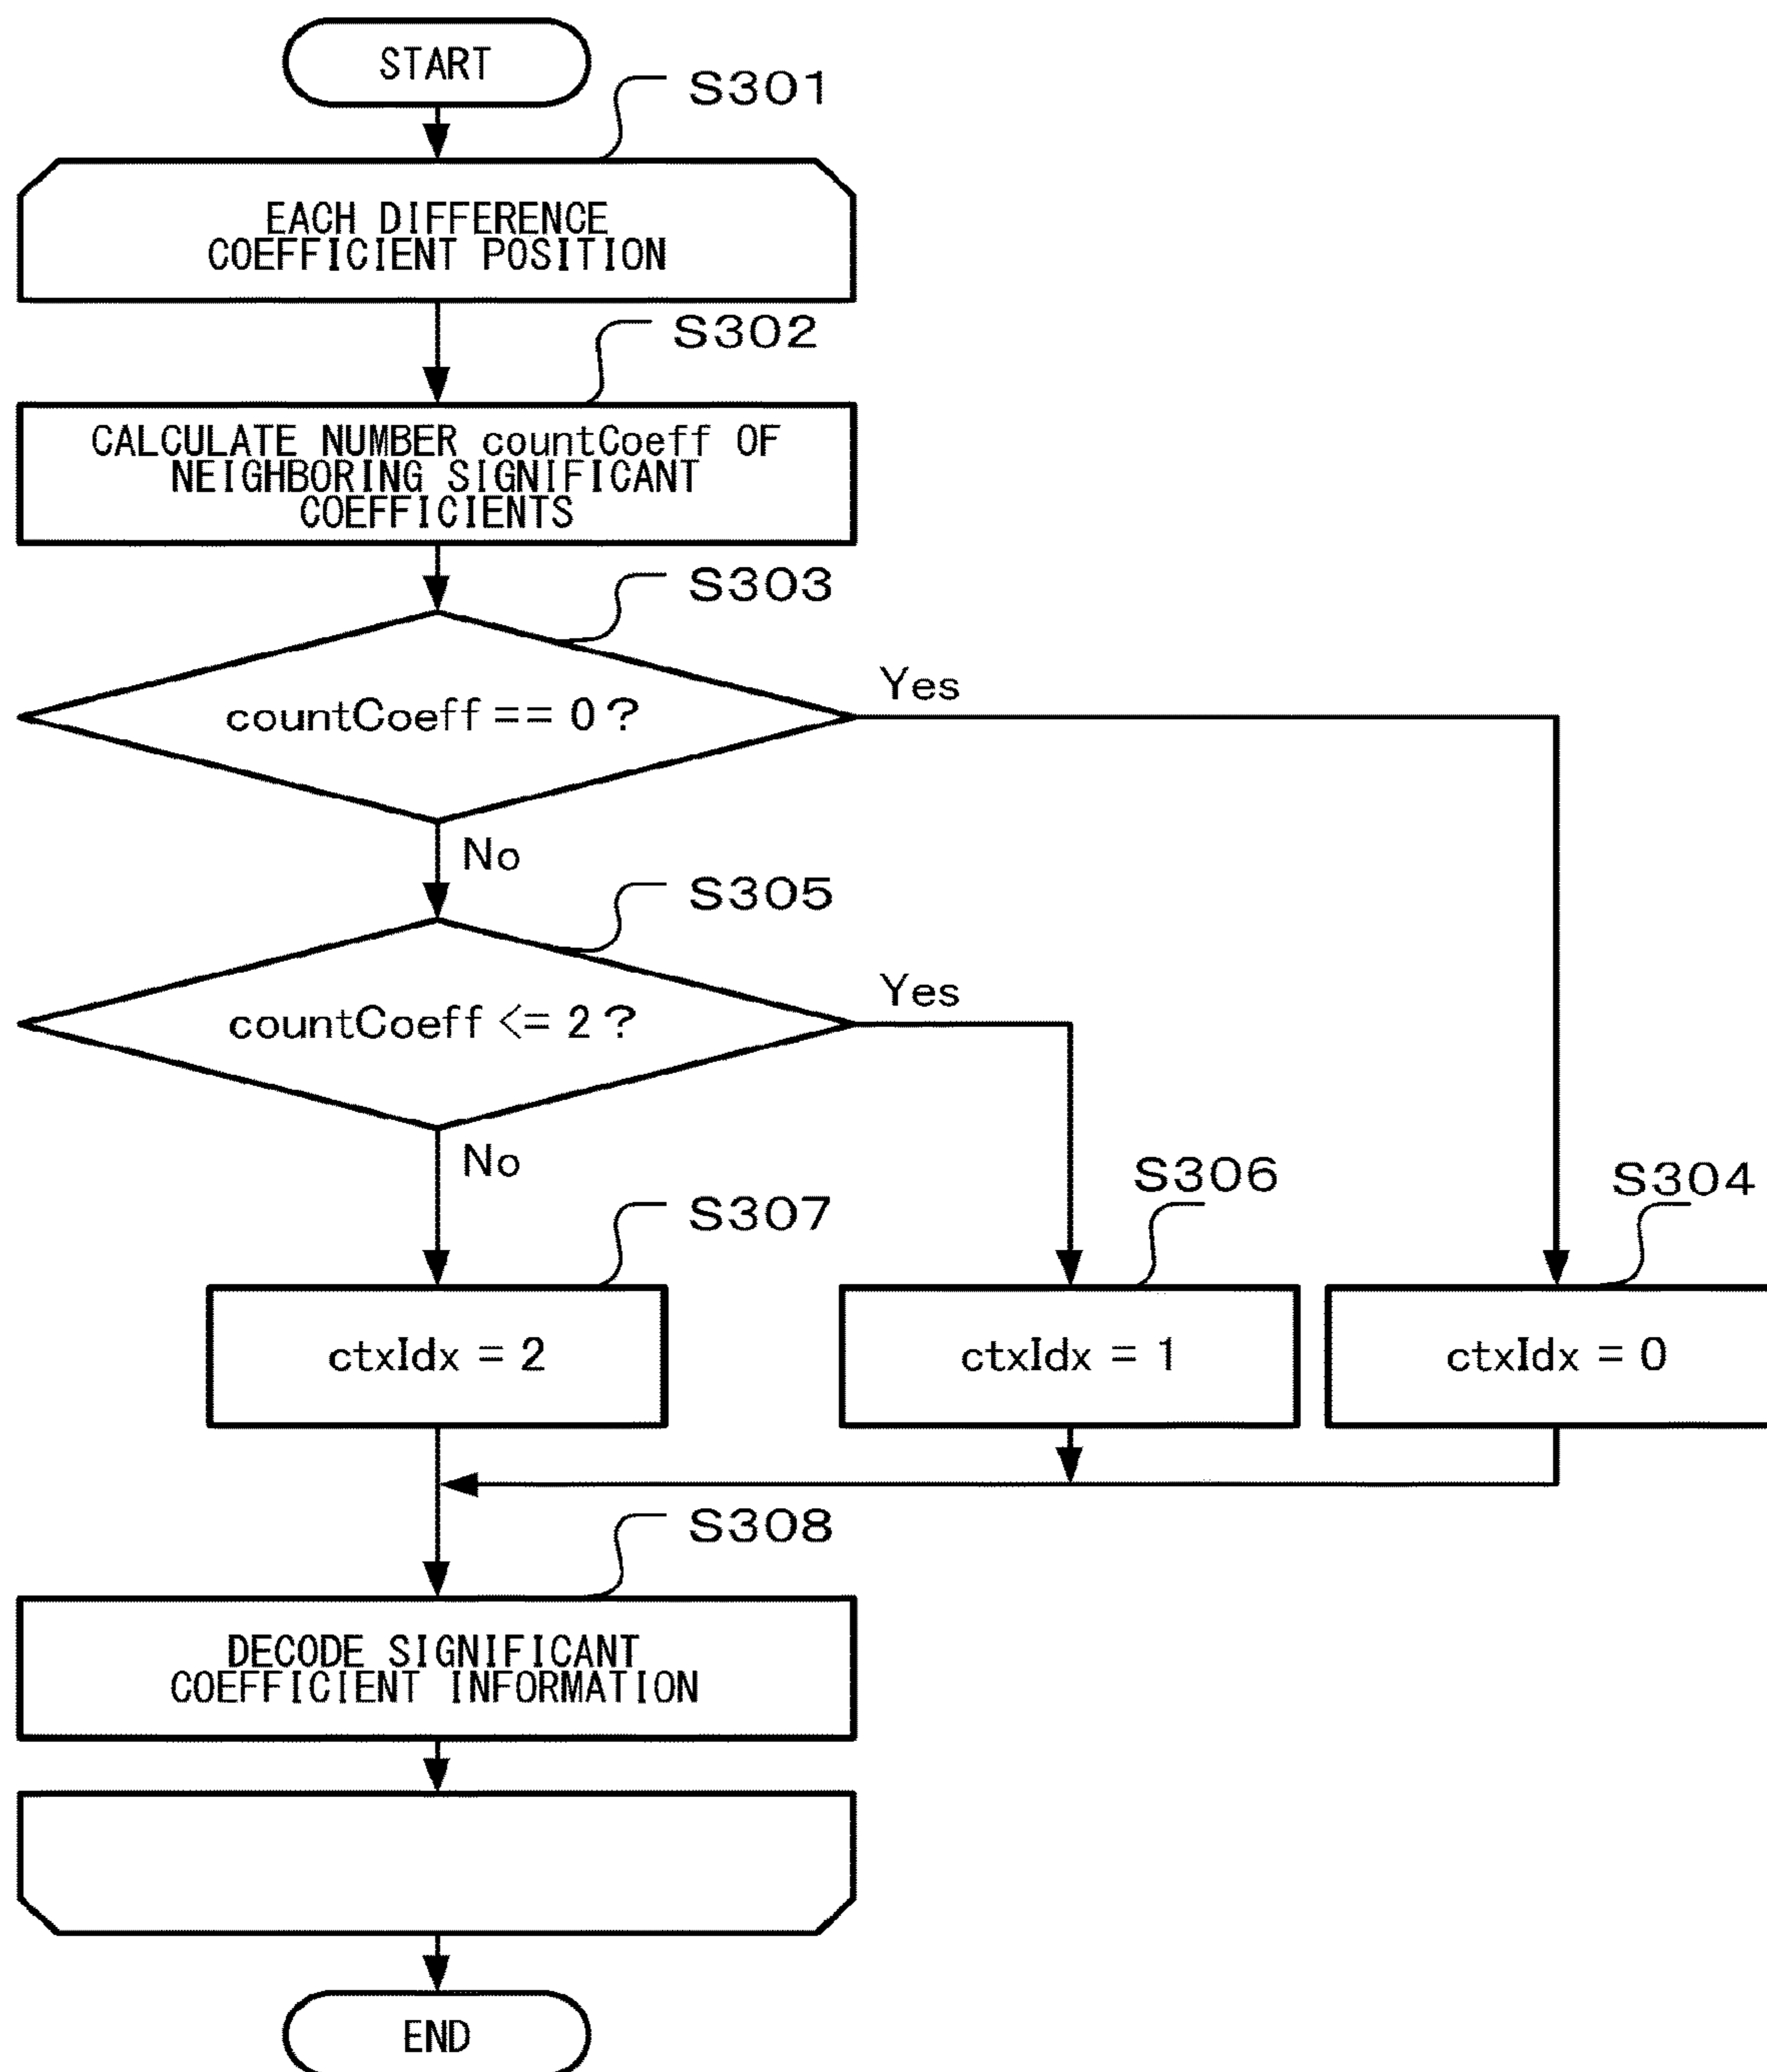 START
S301
EACH DIFFERENCE
COEFFICIENT POSITION
S302
CALCULATE NUMBER countCoeff OF
NEIGHBORING SIGNIFICANT
COEFFICIENTS
S303
countCoeff == 0 ?
Yes
No
S305
countCoeff <= 2 ?
Yes
No
S307
S306
S304
ctxIdx = 2
ctxIdx = 1
ctxIdx = 0
S308
DECODE SIGNIFICANT
COEFFICIENT INFORMATION
END